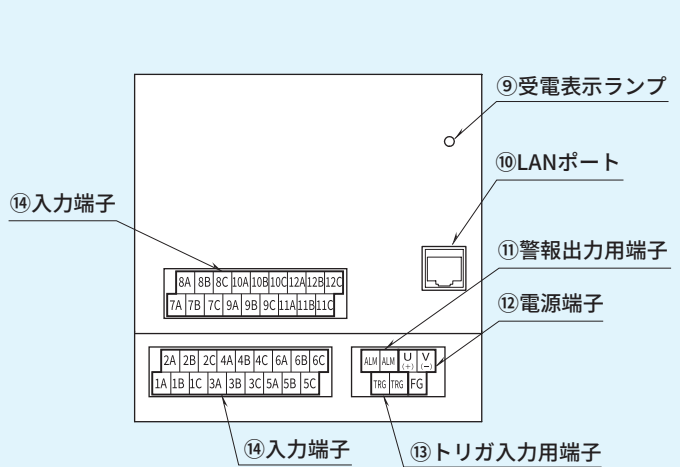 ⑨受電表示ランプ
⑩LANポート
⑭入力端子
⑪警報出力用端子
8A 8B 8C 10A 10B 10C 12A 12B 12C
7A 7B 7C 9A 9B 9C 11A 11B 11C
⑫電源端子
2A 2B 2C 4A 4B 4C 6A 6B 6C
1A 1B 1C 3A 3B 3C 5A 5B 5C
ALM ALM U(+) V(−)
TRG TRG FG
⑭入力端子
⑬トリガ入力用端子